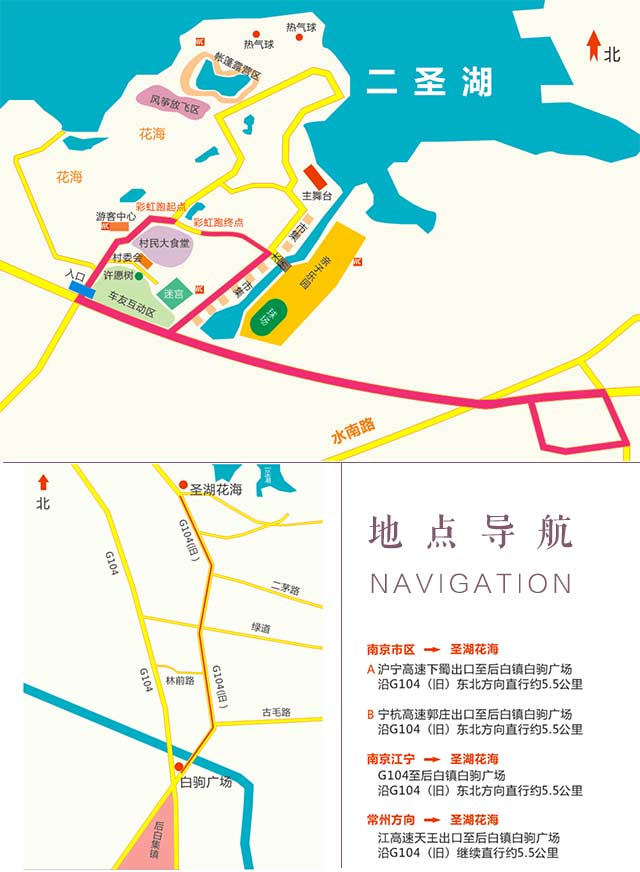 热气球
热气球
WC
北
帐篷露营区
二圣湖
风筝放飞区
花海
花海
主舞台
彩虹跑起点
游客中心
WC
彩虹跑终点
市集
村民大食堂
亲子乐园
WC
村委会
长廊
入口
许愿树
迷宫
WC
市集
车友互动区
球场
水南路
北
圣湖花海
二圣湖
G104(旧)
G104
二茅路
绿道
林前路
G104
G104(旧)
古毛路
白驹广场
后白集镇
地点导航
NAVIGATION
南京市区 → 圣湖花海
A 沪宁高速下蜀出口至后白镇白驹广场
沿G104（旧）东北方向直行约5.5公里
B 宁杭高速郭庄出口至后白镇白驹广场
沿G104（旧）东北方向直行约5.5公里
南京江宁 → 圣湖花海
G104至后白镇白驹广场
沿G104（旧）东北方向直行约5.5公里
常州方向 → 圣湖花海
江高速天王出口至后白镇白驹广场
沿G104（旧）继续直行约5.5公里